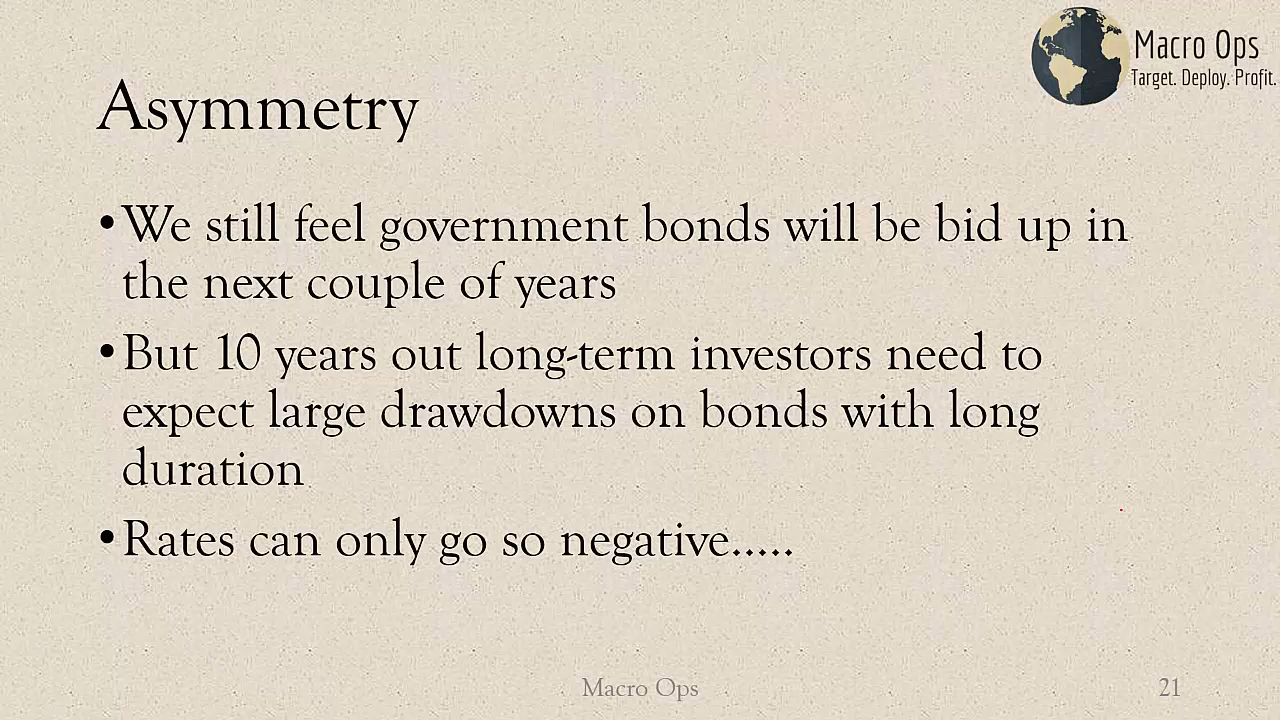 Macro Ops
Target. Deploy. Profit.
Asymmetry
•We still feel government bonds will be bid up in
the next couple of years
•But 10 years out long-term investors need to
expect large drawdowns on bonds with long
duration
•Rates can only go so negative.....
Macro Ops
21